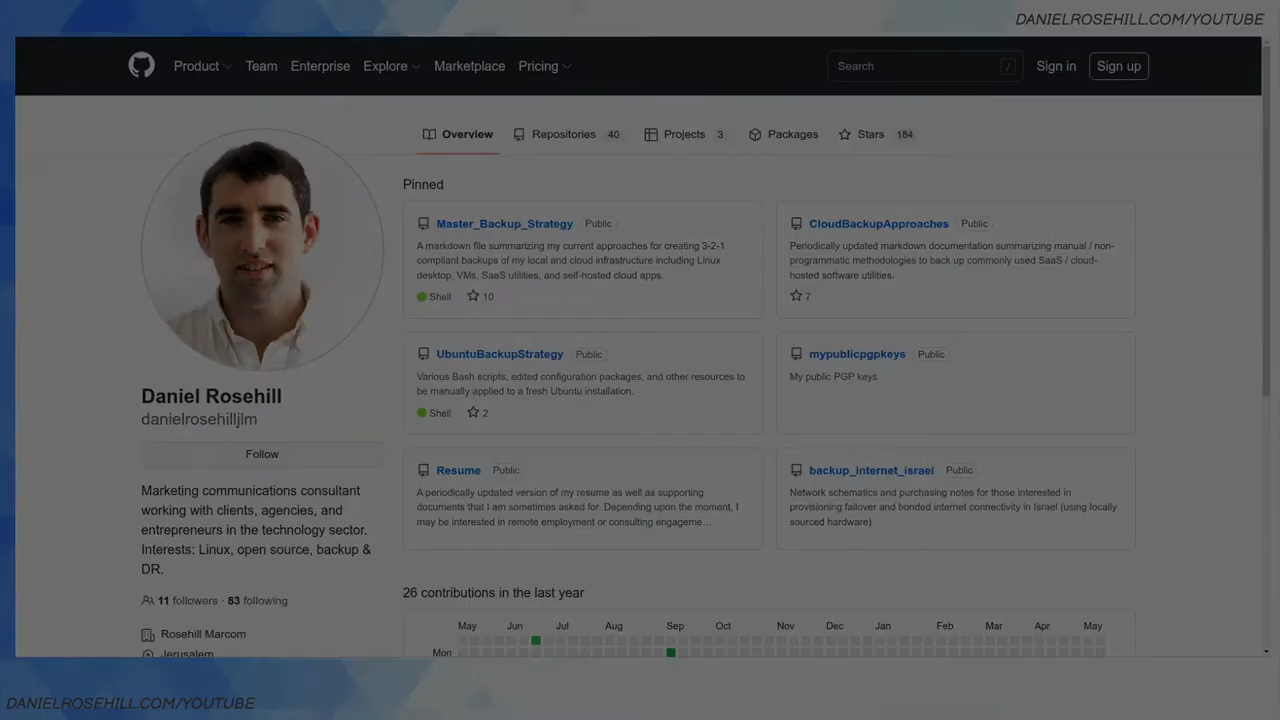 DANIELROSEHILL.COM/YOUTUBE
Product Team Enterprise Explore Marketplace Pricing Search / Sign in Sign up
Overview Repositories 40 Projects 3 Packages Stars 184
Pinned
Master_Backup_Strategy Public
A markdown file summarizing my current approaches for creating 3-2-1
compliant backups of my local and cloud infrastructure including Linux
desktop, VMs, SaaS utilities, and self-hosted cloud apps.
Shell 10
CloudBackupApproaches Public
Periodically updated markdown documentation summarizing manual / non-
programmatic methodologies to back up commonly used SaaS / cloud-
hosted software utilities.
7
UbuntuBackupStrategy Public
Various Bash scripts, edited configuration packages, and other resources to
be manually applied to a fresh Ubuntu installation.
Shell 2
mypublicpgpkeys Public
My public PGP keys
Resume Public
A periodically updated version of my resume as well as supporting
documents that I am sometimes asked for. Depending upon the moment, I
may be interested in remote employment or consulting engageme…
backup_internet_israel Public
Network schematics and purchasing notes for those interested in
provisioning failover and bonded internet connectivity in Israel (using locally
sourced hardware)
Daniel Rosehill
danielrosehilljlm
Follow
Marketing communications consultant
working with clients, agencies, and
entrepreneurs in the technology sector.
Interests: Linux, open source, backup &
DR.
11 followers · 83 following
Rosehill Marcom
Jerusalem
26 contributions in the last year
May Jun Jul Aug Sep Oct Nov Dec Jan Feb Mar Apr May
Mon
DANIELROSEHILL.COM/YOUTUBE